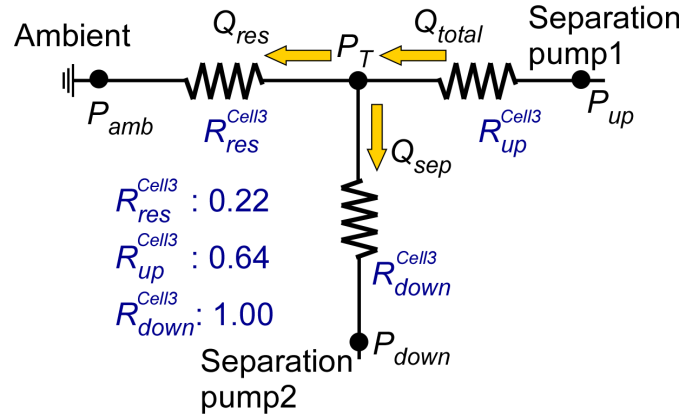 Ambient
Q_res
P_T
Q_total
Separation
pump1
P_amb
R_res^Cell3
R_up^Cell3
P_up
Q_sep
R_res^Cell3 : 0.22
R_up^Cell3 : 0.64
R_down^Cell3 : 1.00
R_down^Cell3
P_down
Separation
pump2